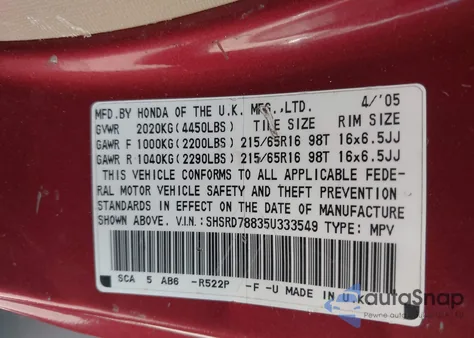 MFD.BY HONDA OF THE U.K. MFG.,LTD. 4/'05
GVWR 2020KG(4450LBS) TIRE SIZE RIM SIZE
GAWR F 1000KG(2200LBS) 215/65R16 98T 16x6.5JJ
GAWR R 1040KG(2290LBS) 215/65R16 98T 16x6.5JJ
THIS VEHICLE CONFORMS TO ALL APPLICABLE FEDE-
RAL MOTOR VEHICLE SAFETY AND THEFT PREVENTION
STANDARDS IN EFFECT ON THE DATE OF MANUFACTURE
SHOWN ABOVE. V.I.N.: SHSRD78835U333549 TYPE: MPV
SCA 5 AB6 -R522P -F -U MADE IN U.K.
autoSnap